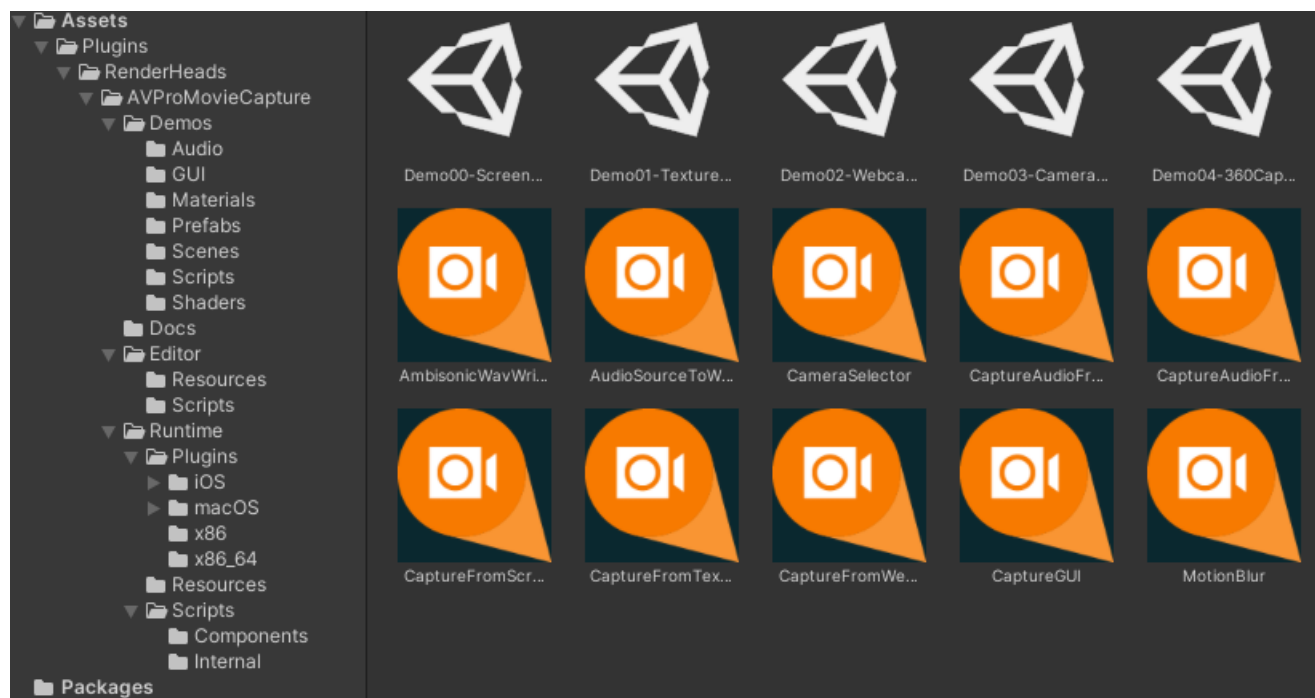 Assets
Plugins
RenderHeads
AVProMovieCapture
Demos
Audio
GUI
Materials
Prefabs
Scenes
Scripts
Shaders
Docs
Editor
Resources
Scripts
Runtime
Plugins
iOS
macOS
x86
x86_64
Resources
Scripts
Components
Internal
Packages
Demo00-Screen... Demo01-Texture... Demo02-Webca... Demo03-Camera... Demo04-360Cap...
AmbisonicWavWri... AudioSourceToW... CameraSelector CaptureAudioFr... CaptureAudioFr...
CaptureFromScr... CaptureFromTex... CaptureFromWe... CaptureGUI MotionBlur